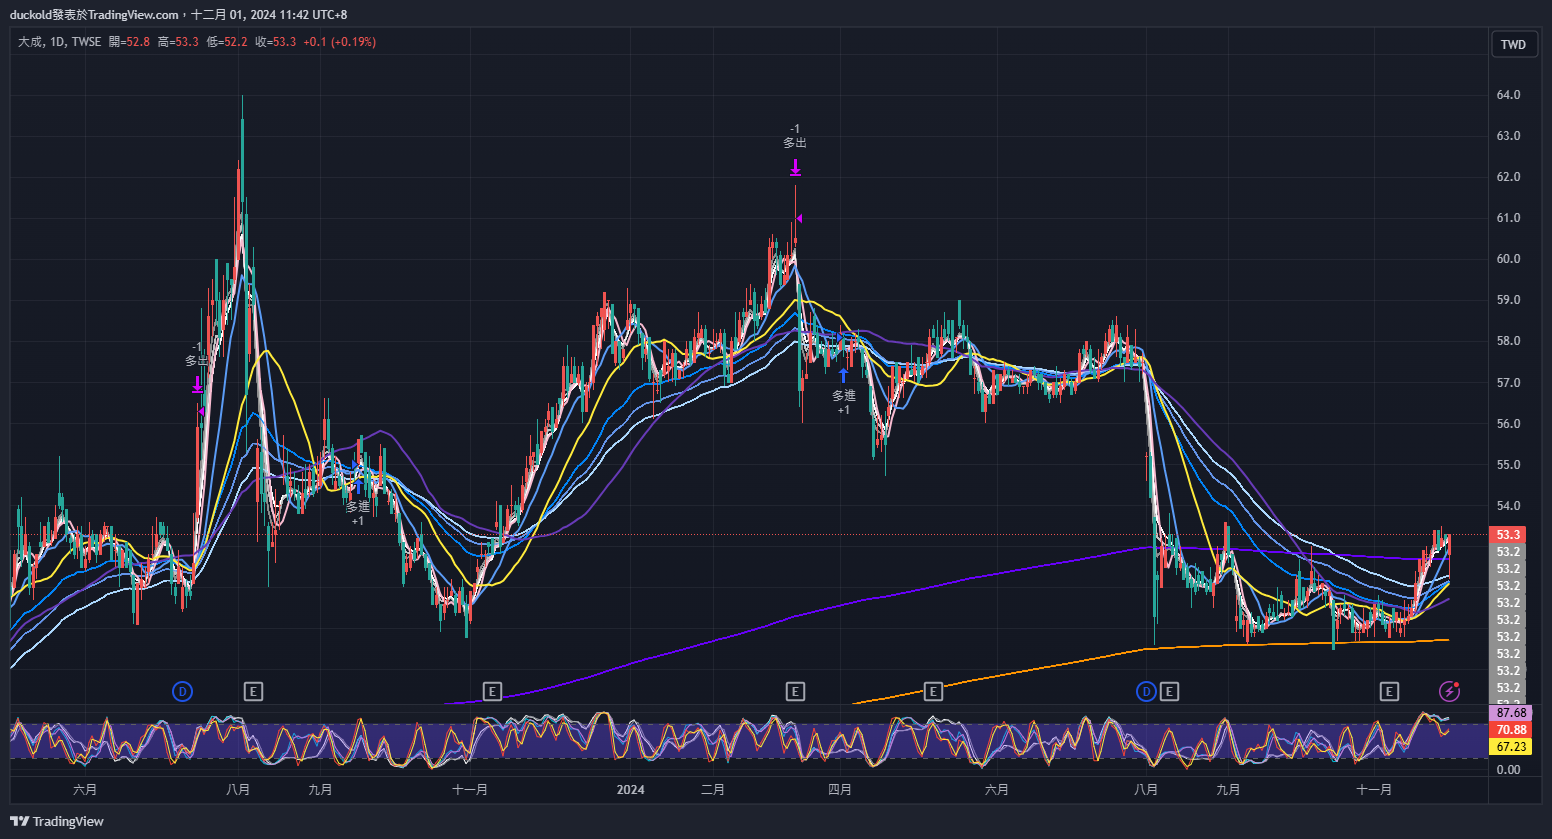 duckold發表於TradingView.com，十二月 01, 2024 11:42 UTC+8
大成, 1D, TWSE 開=52.8 高=53.3 低=52.2 收=53.3 +0.1 (+0.19%)
TWD
64.0
63.0
62.0
61.0
60.0
59.0
58.0
57.0
56.0
55.0
54.0
53.3
53.2
53.2
53.2
53.2
53.2
53.2
53.2
53.2
53.2
-1
多出
-1
多出
多進
+1
多進
+1
D
E
E
E
E
D
E
E
87.68
70.88
67.23
0.00
六月
八月
九月
十一月
2024
二月
四月
六月
八月
九月
十一月
TradingView